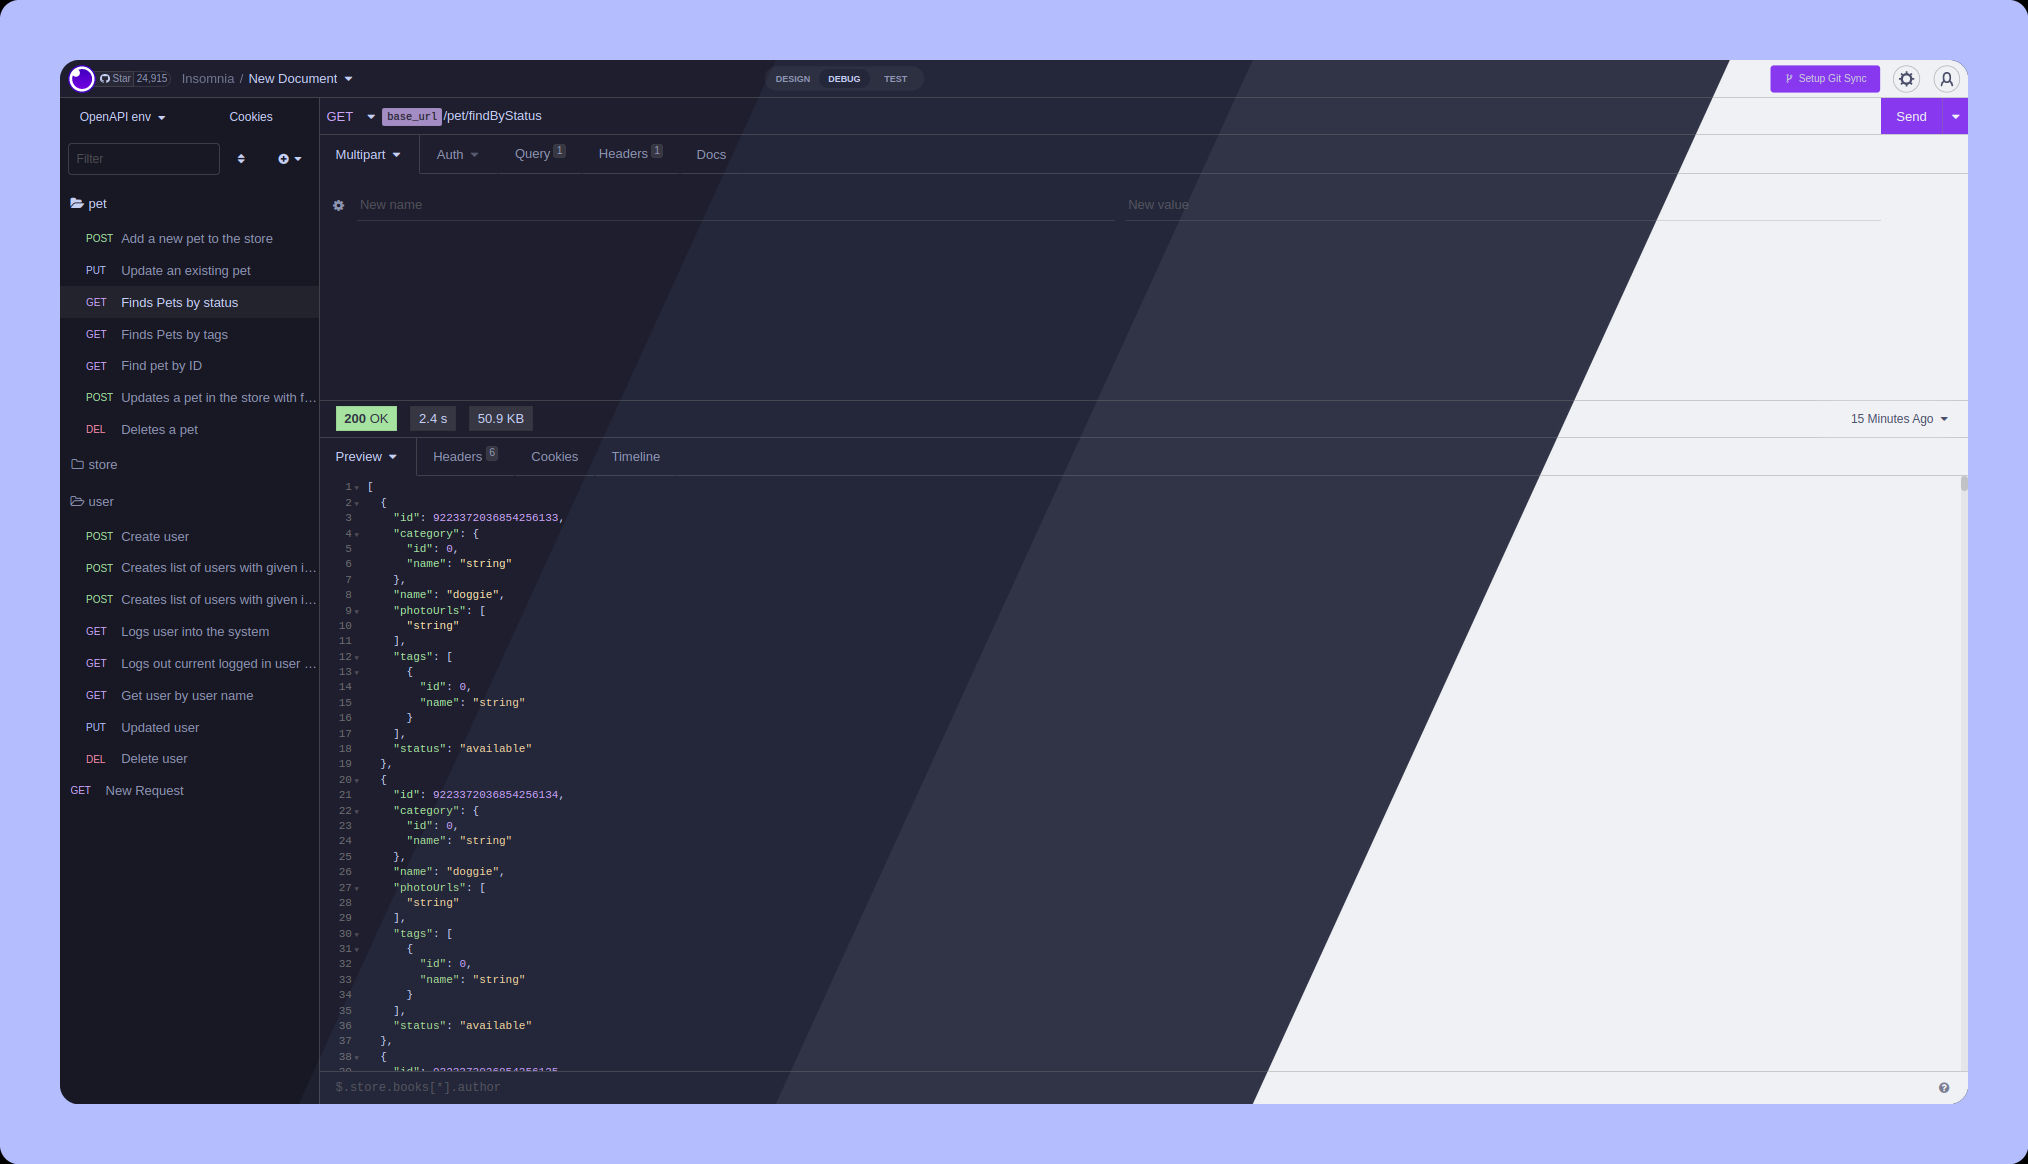 Star 24,915 Insomnia / New Document DESIGN DEBUG TEST Setup Git Sync
OpenAPI env Cookies
GET base_url/pet/findByStatus Send
Filter
Multipart Auth Query 1 Headers 1 Docs
New name New value
pet
POST Add a new pet to the store
PUT Update an existing pet
GET Finds Pets by status
GET Finds Pets by tags
GET Find pet by ID
POST Updates a pet in the store with f...
DEL Deletes a pet
store
user
POST Create user
POST Creates list of users with given i...
POST Creates list of users with given i...
GET Logs user into the system
GET Logs out current logged in user ...
GET Get user by user name
PUT Updated user
DEL Delete user
GET New Request
200 OK 2.4 s 50.9 KB 15 Minutes Ago
Preview Headers 6 Cookies Timeline
1 [
2 {
3 "id": 9223372036854256133,
4 "category": {
5 "id": 0,
6 "name": "string"
7 },
8 "name": "doggie",
9 "photoUrls": [
10 "string"
11 ],
12 "tags": [
13 {
14 "id": 0,
15 "name": "string"
16 }
17 ],
18 "status": "available"
19 },
20 {
21 "id": 9223372036854256134,
22 "category": {
23 "id": 0,
24 "name": "string"
25 },
26 "name": "doggie",
27 "photoUrls": [
28 "string"
29 ],
30 "tags": [
31 {
32 "id": 0,
33 "name": "string"
34 }
35 ],
36 "status": "available"
37 },
38 {
39 "id": 9223372036854256135,
$.store.books[*].author